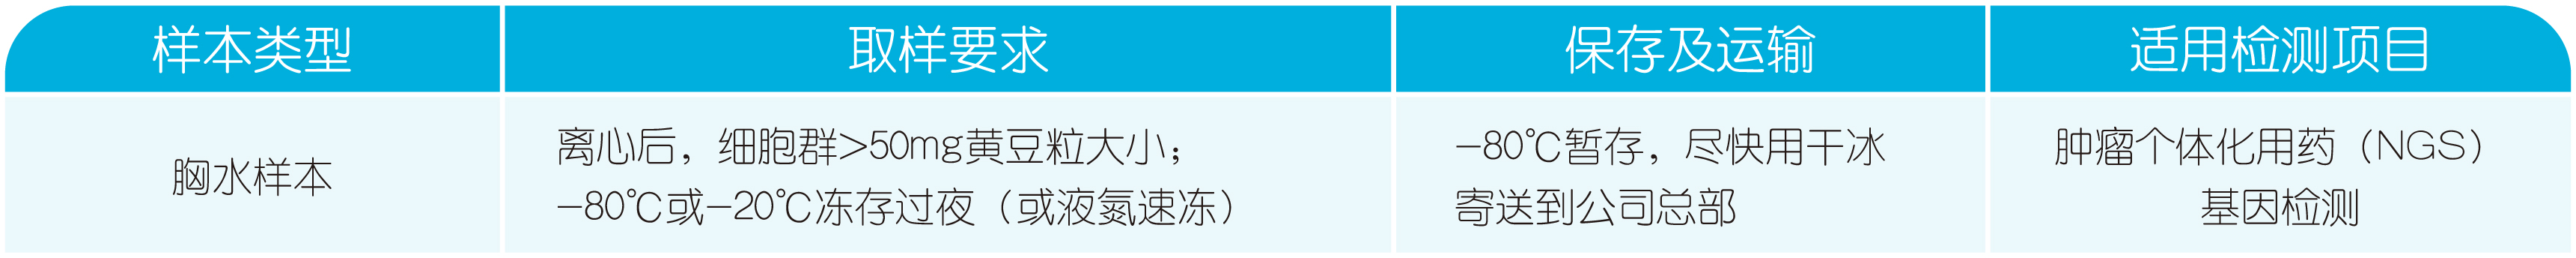 样本类型 取样要求 保存及运输 适用检测项目
胸水样本
离心后，细胞群>50mg黄豆粒大小；
-80℃或-20℃冻存过夜（或液氮速冻）
-80℃暂存，尽快用干冰
寄送到公司总部
肿瘤个体化用药（NGS）
基因检测